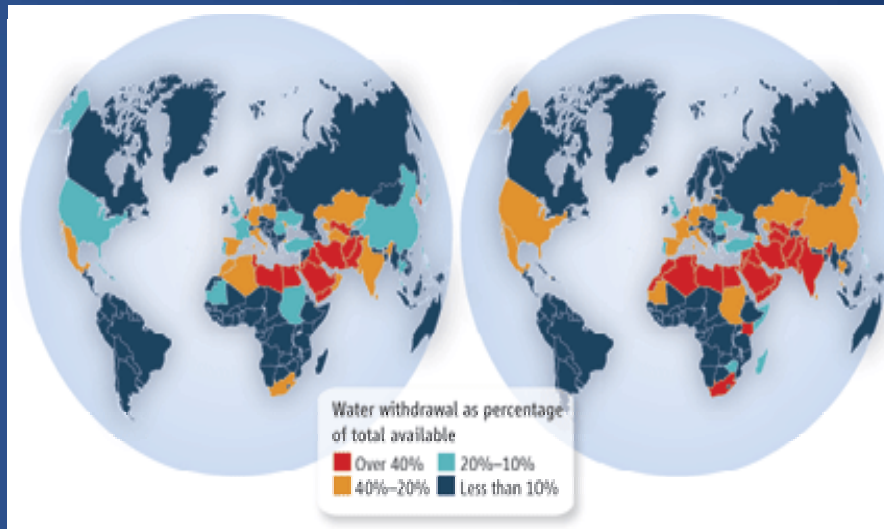 Water withdrawal as percentage
of total available
Over 40% 20%–10%
40%–20% Less than 10%